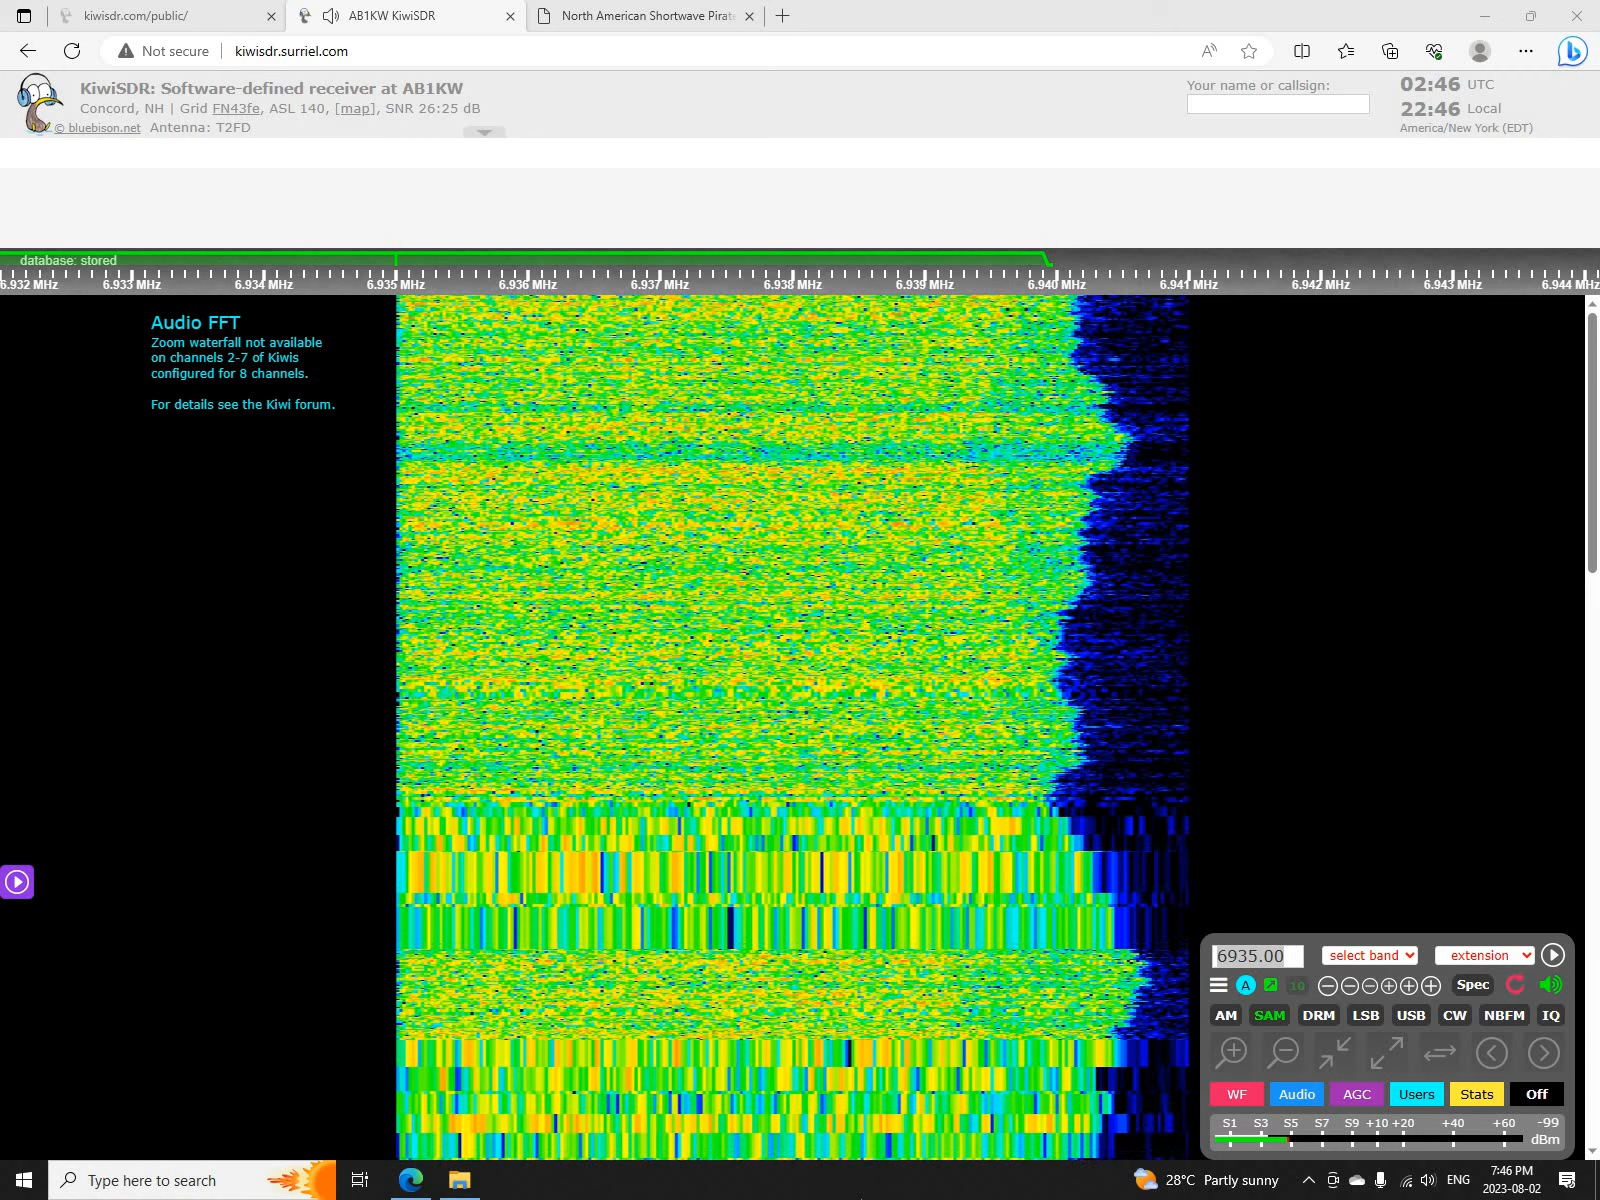 kiwisdr.com/public/
AB1KW KiwiSDR
North American Shortwave Pirate
Not secure
kiwisdr.surriel.com
KiwiSDR: Software-defined receiver at AB1KW
Concord, NH | Grid FN43fe, ASL 140, [map], SNR 26:25 dB
© bluebison.net Antenna: T2FD
Your name or callsign:
02:46 UTC
22:46 Local
America/New York (EDT)
database: stored
6.932 MHz 6.933 MHz 6.934 MHz 6.935 MHz 6.936 MHz 6.937 MHz 6.938 MHz 6.939 MHz 6.940 MHz 6.941 MHz 6.942 MHz 6.943 MHz 6.944 MHz
Audio FFT
Zoom waterfall not available
on channels 2-7 of Kiwis
configured for 8 channels.
For details see the Kiwi forum.
6935.00 select band extension
A 10 Spec
AM SAM DRM LSB USB CW NBFM IQ
WF Audio AGC Users Stats Off
S1 S3 S5 S7 S9 +10 +20 +40 +60 -99
dBm
Type here to search
28°C Partly sunny
ENG
7:46 PM
2023-08-02